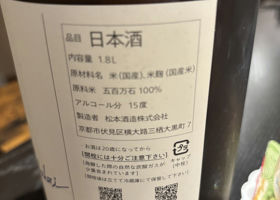 品目 日本酒
内容量 1.8L
原材料名 米(国産)、米麹(国産米)
原料米 五百万石 100%
アルコール分 15度
製造者 松本酒造株式会社
京都市伏見区横大路三栖大黒町7
お酒は20歳になってから
【開栓には十分ご注意下さい】
キャップ
(中栓)